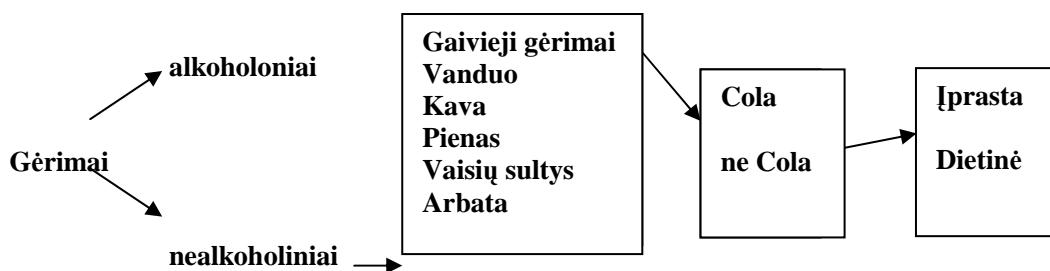 Gėrimai
alkoholoniai
nealkoholiniai
Gaivieji gėrimai
Vanduo
Kava
Pienas
Vaisių sultys
Arbata
Cola
ne Cola
Įprasta
Dietinė